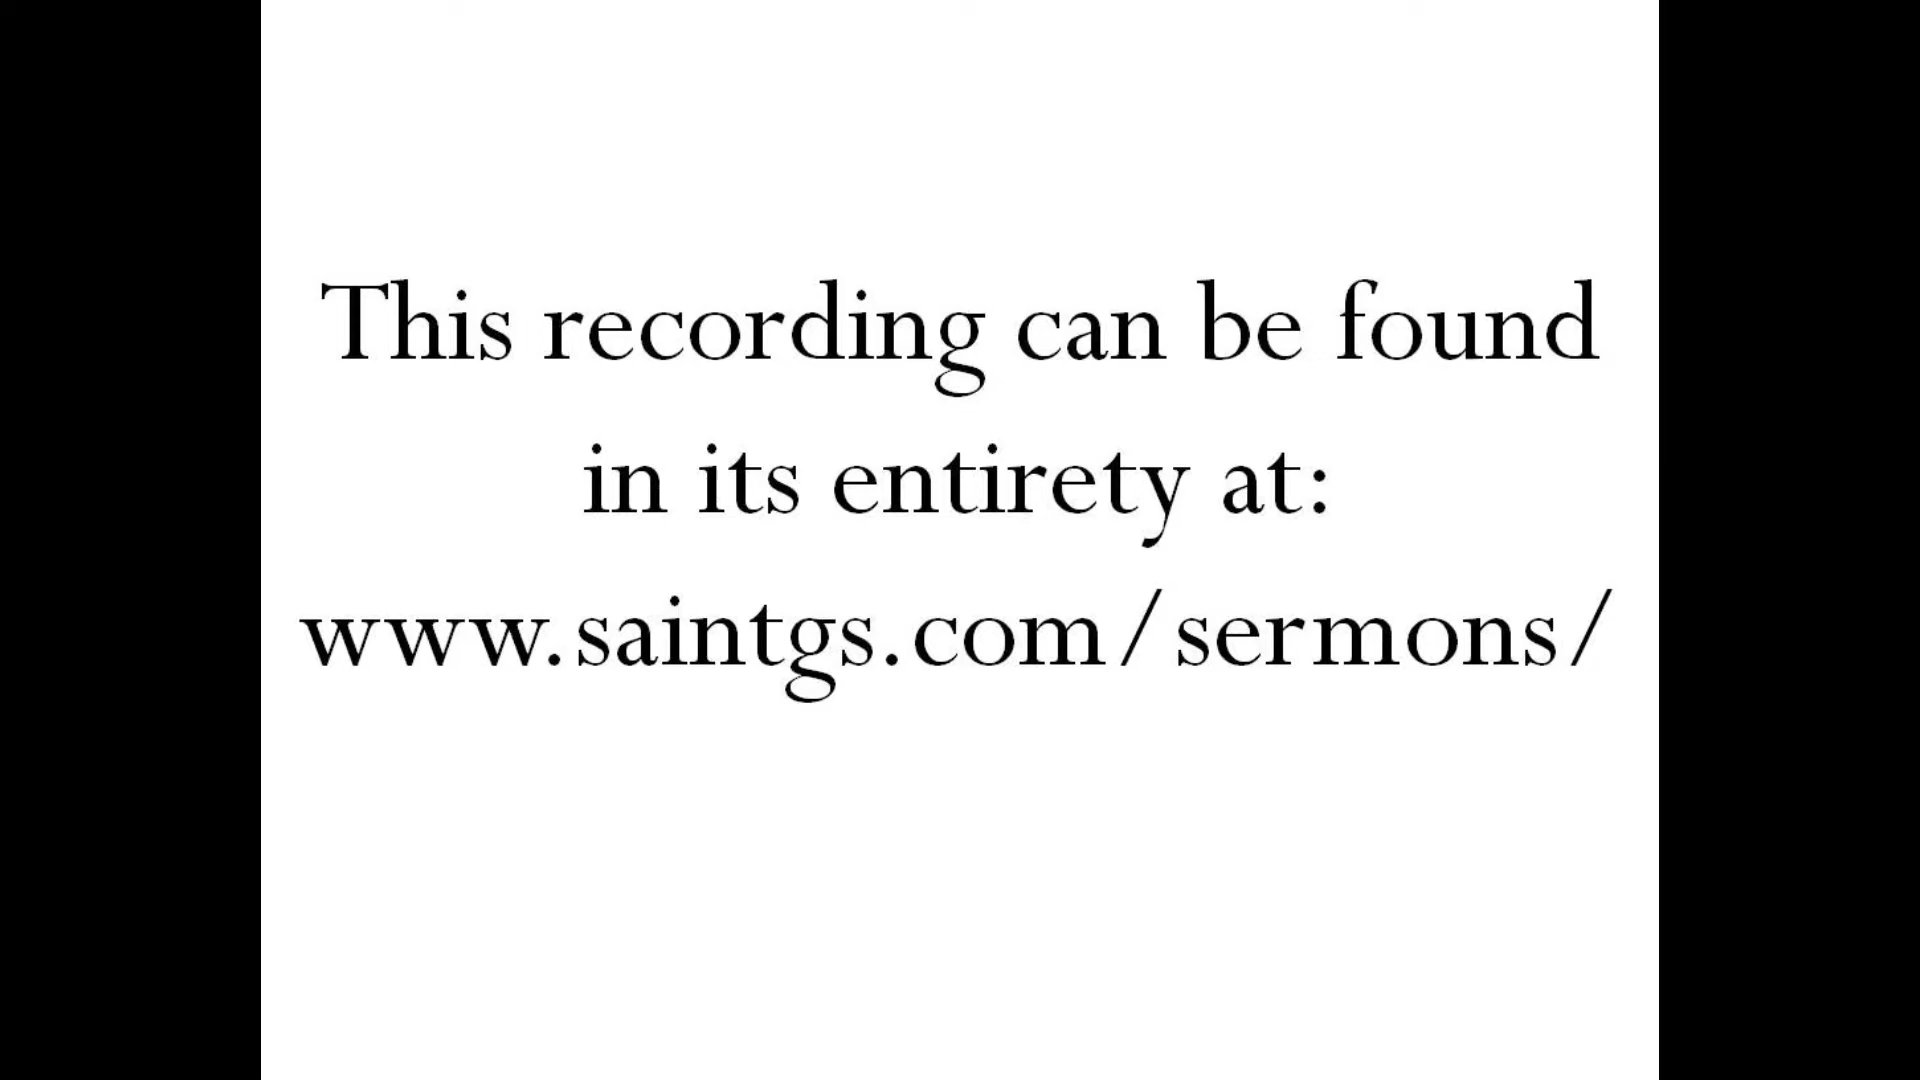 This recording can be found
in its entirety at:
www.saintgs.com/sermons/